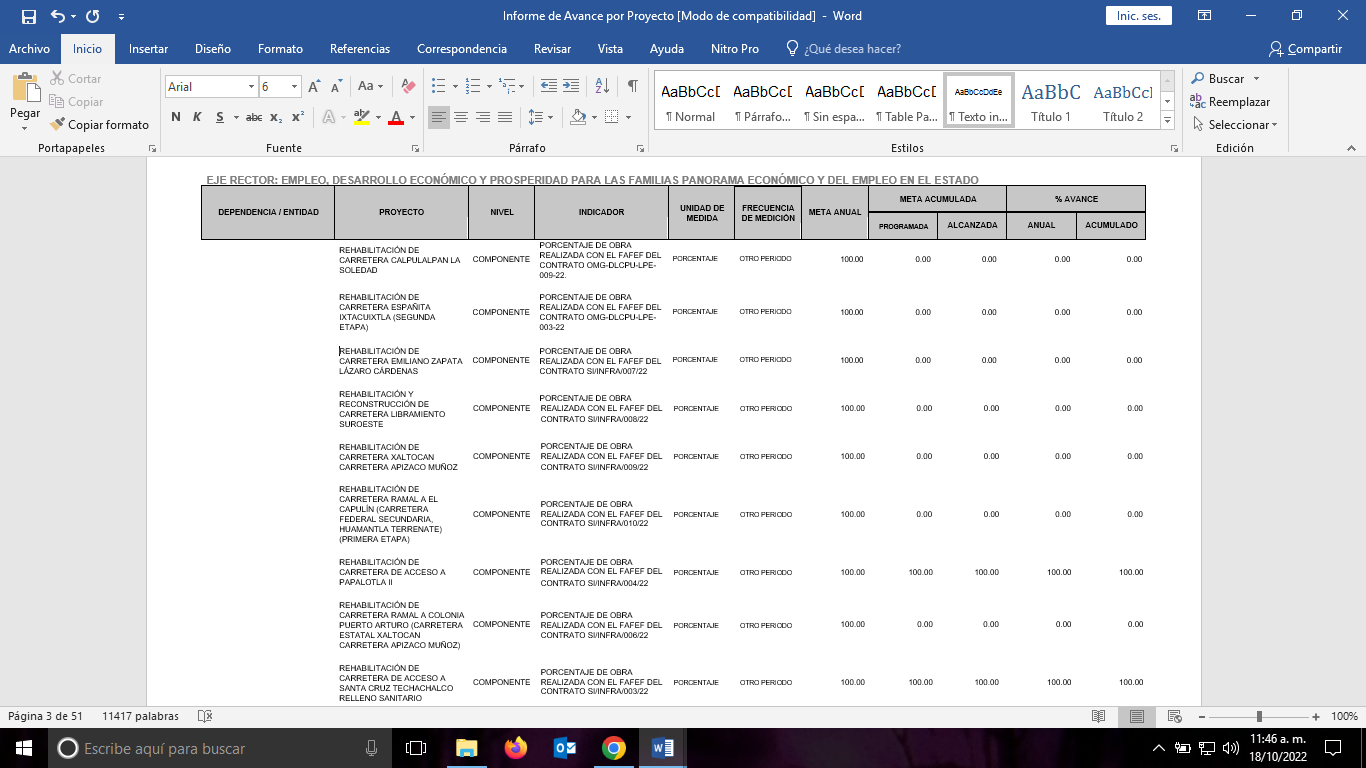 Informe de Avance por Proyecto [Modo de compatibilidad] - Word
Inic. ses.
Archivo Inicio Insertar Diseño Formato Referencias Correspondencia Revisar Vista Ayuda Nitro Pro ¿Qué desea hacer? Compartir
Pegar
Cortar
Copiar
Copiar formato
Portapapeles
Arial 6
N K S abc x₂ x²
Fuente
Párrafo
AaBbCcD AaBbCcD AaBbCcD AaBbCcD AaBbCcDdEe AaBbC AaBbCcI
¶ Normal ¶ Párrafo... ¶ Sin espa... ¶ Table Pa... ¶ Texto in... Título 1 Título 2
Estilos
Buscar
Reemplazar
Seleccionar
Edición
EJE RECTOR: EMPLEO, DESARROLLO ECONÓMICO Y PROSPERIDAD PARA LAS FAMILIAS PANORAMA ECONÓMICO Y DEL EMPLEO EN EL ESTADO
DEPENDENCIA / ENTIDAD
PROYECTO
NIVEL
INDICADOR
UNIDAD DE
MEDIDA
FRECUENCIA
DE MEDICIÓN
META ANUAL
META ACUMULADA
PROGRAMADA ALCANZADA
% AVANCE
ANUAL ACUMULADO
REHABILITACIÓN DE
CARRETERA CALPULALPAN LA
SOLEDAD
COMPONENTE
PORCENTAJE DE OBRA
REALIZADA CON EL FAFEF DEL
CONTRATO OMG-DLCPU-LPE-
009-22.
PORCENTAJE OTRO PERIODO 100.00 0.00 0.00 0.00 0.00
REHABILITACIÓN DE
CARRETERA ESPAÑITA
IXTACUIXTLA (SEGUNDA
ETAPA)
COMPONENTE
PORCENTAJE DE OBRA
REALIZADA CON EL FAFEF DEL
CONTRATO OMG-DLCPU-LPE-
003-22
PORCENTAJE OTRO PERIODO 100.00 0.00 0.00 0.00 0.00
REHABILITACIÓN DE
CARRETERA EMILIANO ZAPATA
LÁZARO CÁRDENAS
COMPONENTE
PORCENTAJE DE OBRA
REALIZADA CON EL FAFEF DEL
CONTRATO SI/INFRA/007/22
PORCENTAJE OTRO PERIODO 100.00 0.00 0.00 0.00 0.00
REHABILITACIÓN Y
RECONSTRUCCIÓN DE
CARRETERA LIBRAMIENTO
SUROESTE
COMPONENTE
PORCENTAJE DE OBRA
REALIZADA CON EL FAFEF DEL
CONTRATO SI/INFRA/008/22
PORCENTAJE OTRO PERIODO 100.00 0.00 0.00 0.00 0.00
REHABILITACIÓN DE
CARRETERA XALTOCAN
CARRETERA APIZACO MUÑOZ
COMPONENTE
PORCENTAJE DE OBRA
REALIZADA CON EL FAFEF DEL
CONTRATO SI/INFRA/009/22
PORCENTAJE OTRO PERIODO 100.00 0.00 0.00 0.00 0.00
REHABILITACIÓN DE
CARRETERA RAMAL A EL
CAPULÍN (CARRETERA
FEDERAL SECUNDARIA,
HUAMANTLA TERRENATE)
(PRIMERA ETAPA)
COMPONENTE
PORCENTAJE DE OBRA
REALIZADA CON EL FAFEF DEL
CONTRATO SI/INFRA/010/22
PORCENTAJE OTRO PERIODO 100.00 0.00 0.00 0.00 0.00
REHABILITACIÓN DE
CARRETERA DE ACCESO A
PAPALOTLA II
COMPONENTE
PORCENTAJE DE OBRA
REALIZADA CON EL FAFEF DEL
CONTRATO SI/INFRA/004/22
PORCENTAJE OTRO PERIODO 100.00 100.00 100.00 100.00 100.00
REHABILITACIÓN DE
CARRETERA RAMAL A COLONIA
PUERTO ARTURO (CARRETERA
ESTATAL XALTOCAN
CARRETERA APIZACO MUÑOZ)
COMPONENTE
PORCENTAJE DE OBRA
REALIZADA CON EL FAFEF DEL
CONTRATO SI/INFRA/006/22
PORCENTAJE OTRO PERIODO 100.00 0.00 0.00 0.00 0.00
REHABILITACIÓN DE
CARRETERA DE ACCESO A
SANTA CRUZ TECHACHALCO
RELLENO SANITARIO
COMPONENTE
PORCENTAJE DE OBRA
REALIZADA CON EL FAFEF DEL
CONTRATO SI/INFRA/003/22
PORCENTAJE OTRO PERIODO 100.00 100.00 100.00 100.00 100.00
Página 3 de 51 11417 palabras 100%
Escribe aquí para buscar
11:46 a. m.
18/10/2022